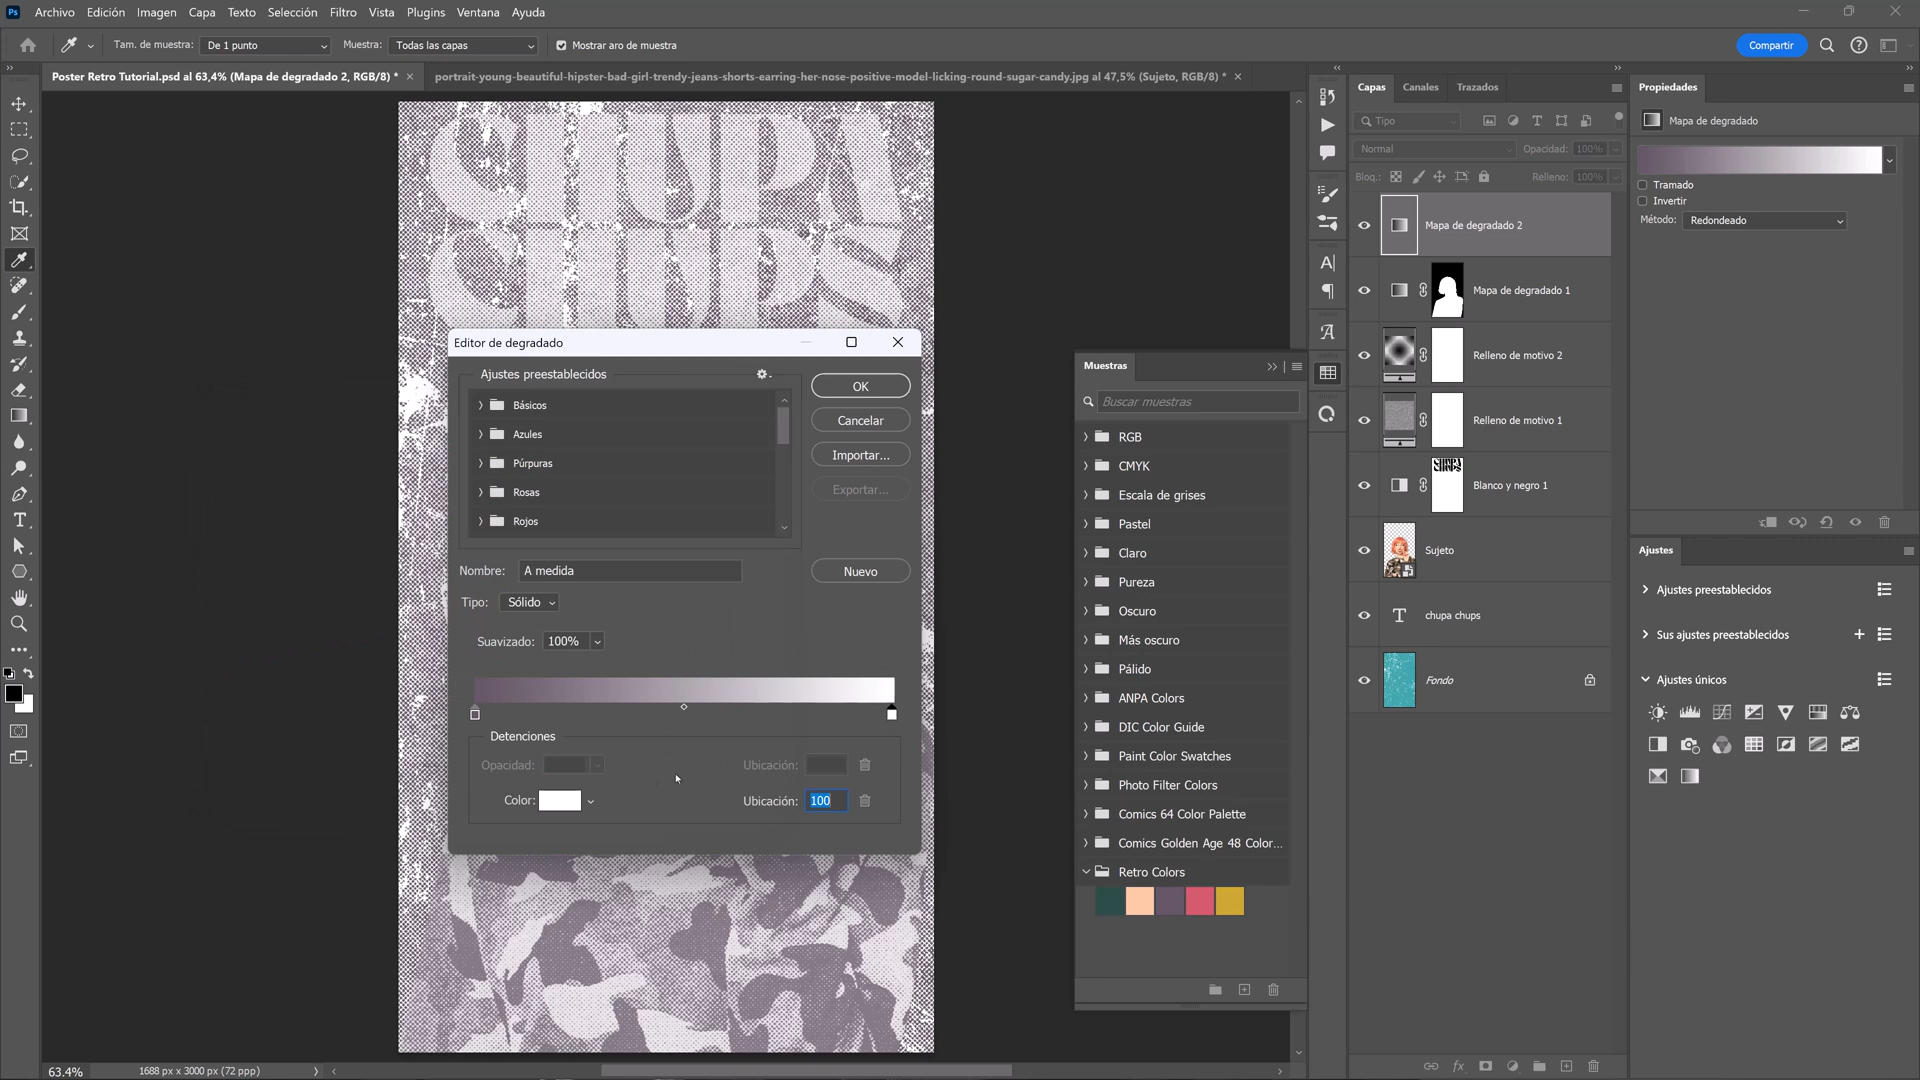 Archivo Edición Imagen Capa Texto Selección Filtro Vista Plugins Ventana Ayuda
Tam. de muestra: De 1 punto Muestra: Todas las capas Mostrar aro de muestra
Compartir
Poster Retro Tutorial.psd al 63,4% (Mapa de degradado 2, RGB/8) *
portrait-young-beautiful-hipster-bad-girl-trendy-jeans-shorts-earring-her-nose-positive-model-licking-round-sugar-candy.jpg al 47,5% (Sujeto, RGB/8) *
CHUPA
CHUPS
Editor de degradado
Ajustes preestablecidos
Básicos
Azules
Púrpuras
Rosas
Rojos
OK
Cancelar
Importar...
Exportar...
Nuevo
Nombre: A medida
Tipo: Sólido
Suavizado: 100%
Detenciones
Opacidad: Ubicación:
Color: Ubicación: 100
Muestras
Buscar muestras
RGB
CMYK
Escala de grises
Pastel
Claro
Pureza
Oscuro
Más oscuro
Pálido
ANPA Colors
DIC Color Guide
Paint Color Swatches
Photo Filter Colors
Comics 64 Color Palette
Comics Golden Age 48 Color...
Retro Colors
Capas Canales Trazados
Tipo
Normal Opacidad: 100%
Bloq.: Relleno: 100%
Mapa de degradado 2
Mapa de degradado 1
Relleno de motivo 2
Relleno de motivo 1
CHUPA
CHUPS
Blanco y negro 1
Sujeto
chupa chups
Fondo
Propiedades
Mapa de degradado
Tramado
Invertir
Método: Redondeado
Ajustes
Ajustes preestablecidos
Sus ajustes preestablecidos
Ajustes únicos
63.4% 1688 px x 3000 px (72 ppp)